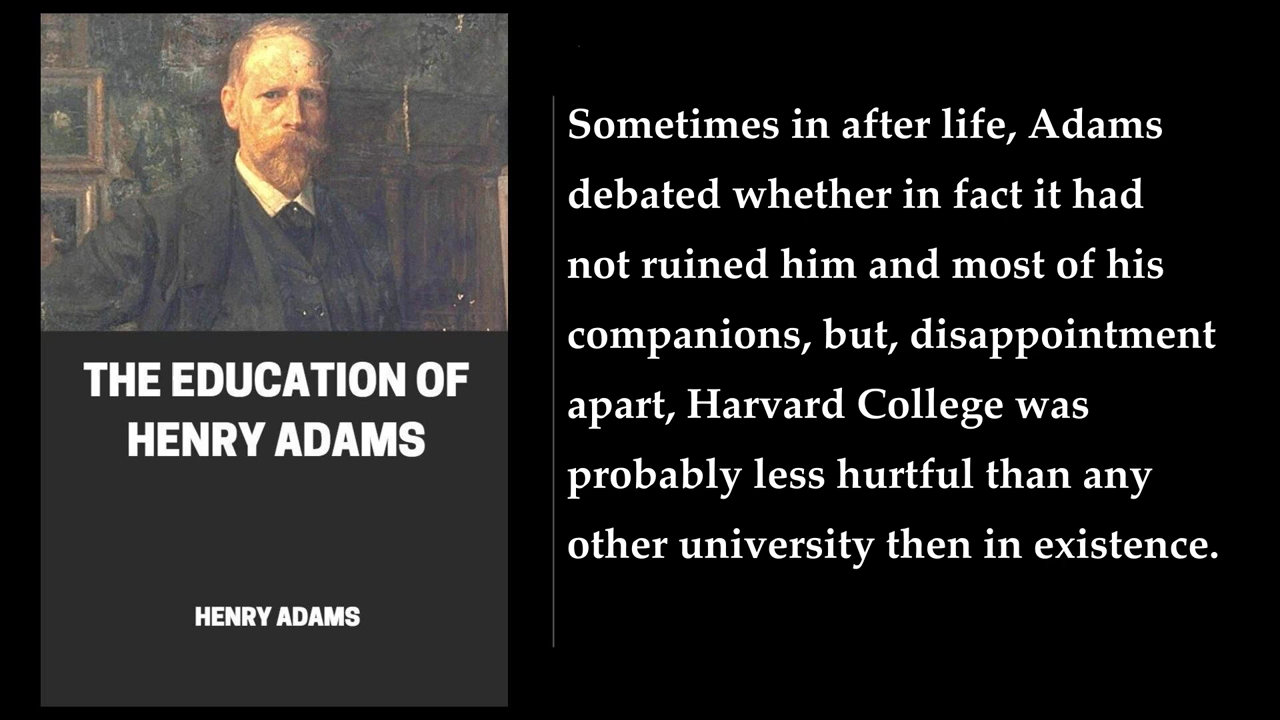 THE EDUCATION OF
HENRY ADAMS
HENRY ADAMS
Sometimes in after life, Adams
debated whether in fact it had
not ruined him and most of his
companions, but, disappointment
apart, Harvard College was
probably less hurtful than any
other university then in existence.